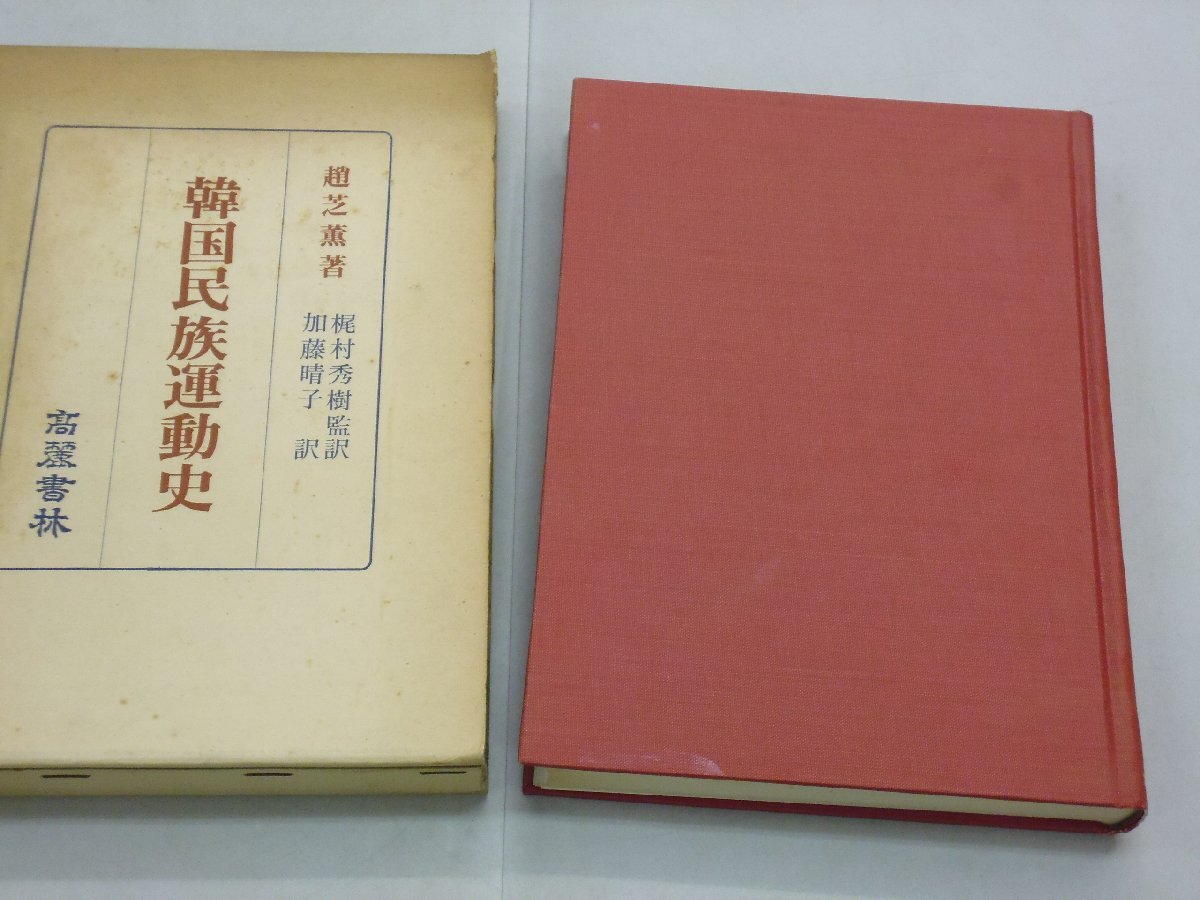 趙芝薫著
梶村秀樹監訳
加藤晴子 訳
韓国民族運動史
高麗書林